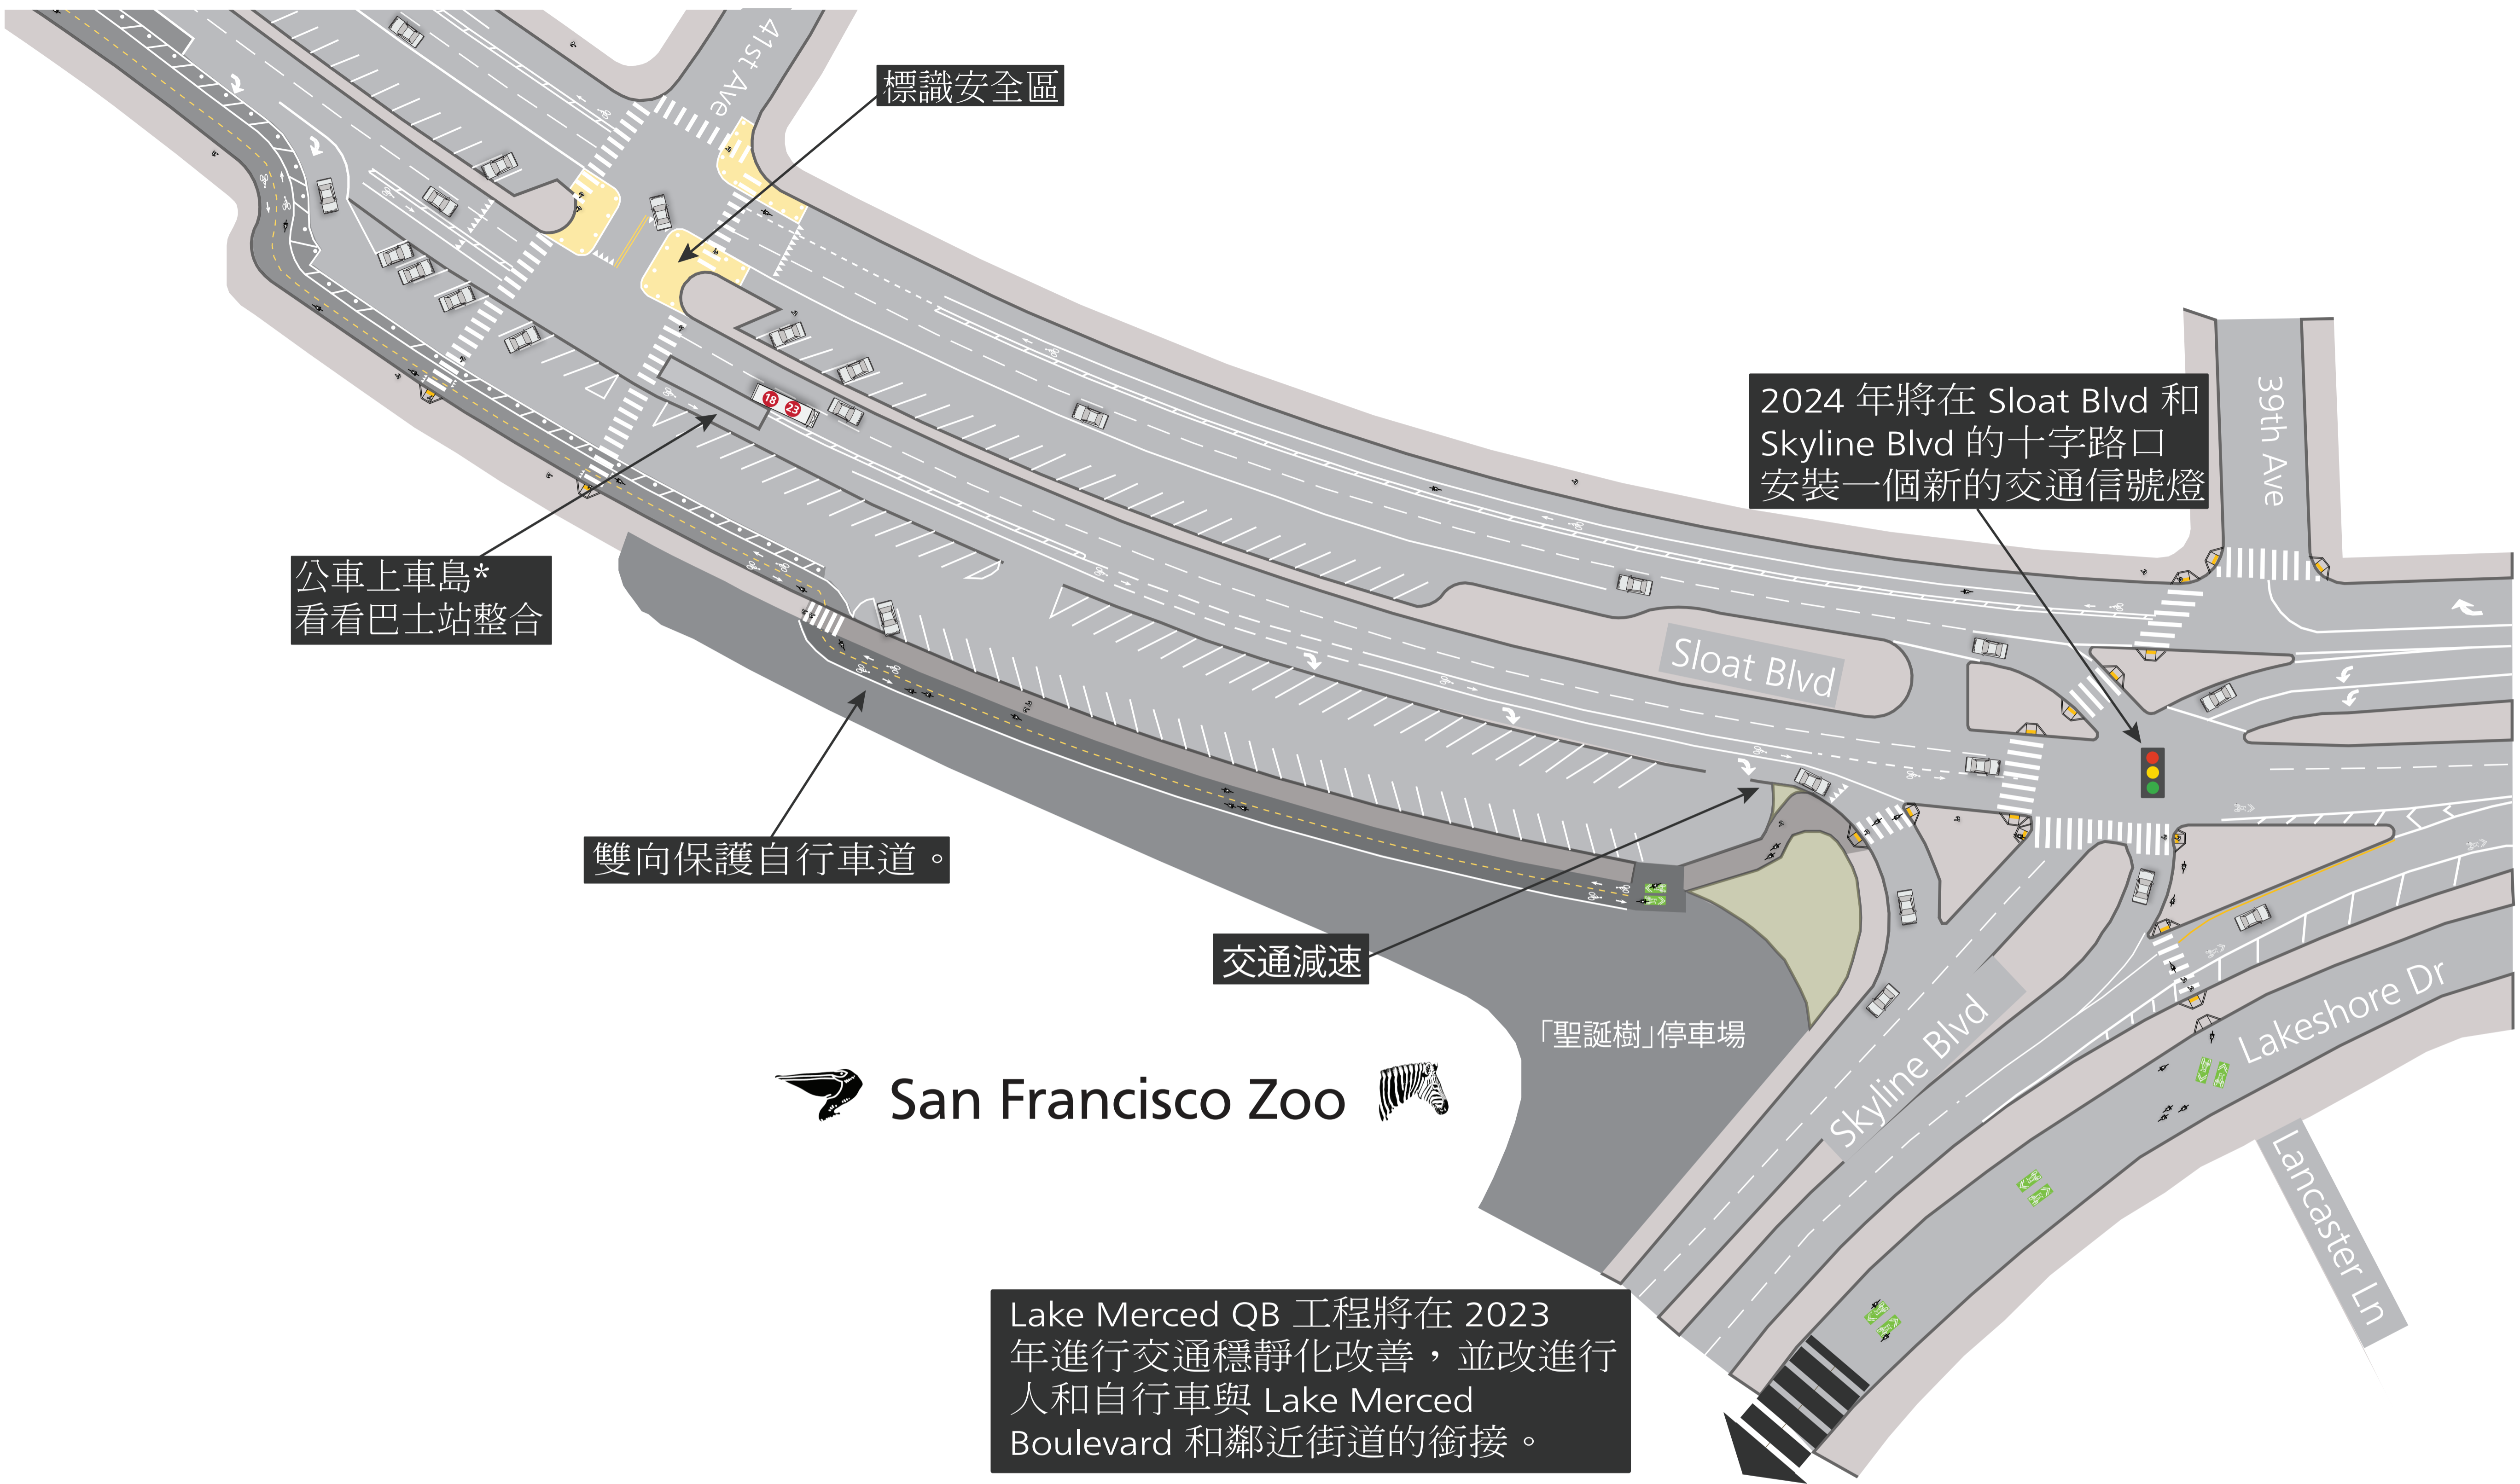 41st Ave
標識安全區
2024 年將在 Sloat Blvd 和
Skyline Blvd 的十字路口
安裝一個新的交通信號燈
39th Ave
18 23
公車上車島*
看看巴士站整合
Sloat Blvd
雙向保護自行車道。
交通減速
「聖誕樹」停車場
San Francisco Zoo
Skyline Blvd
Lakeshore Dr
Lancaster Ln
Lake Merced QB 工程將在 2023
年進行交通穩靜化改善，並改進行
人和自行車與 Lake Merced
Boulevard 和鄰近街道的銜接。